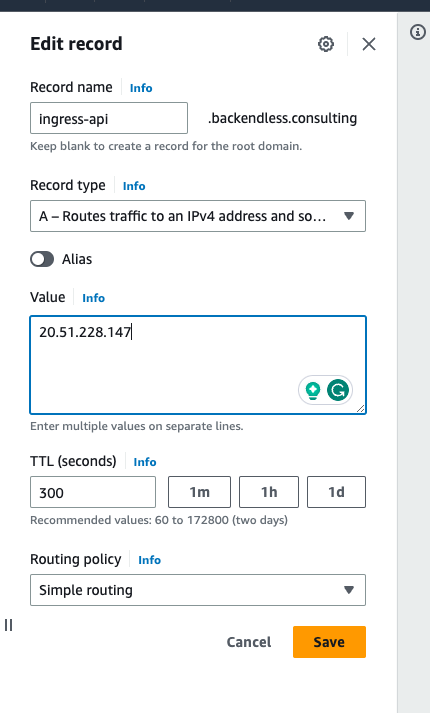 Edit record
Record name Info
ingress-api .backendless.consulting
Keep blank to create a record for the root domain.
Record type Info
A – Routes traffic to an IPv4 address and so...
Alias
Value Info
20.51.228.147
Enter multiple values on separate lines.
TTL (seconds) Info
300 1m 1h 1d
Recommended values: 60 to 172800 (two days)
Routing policy Info
Simple routing
Cancel Save